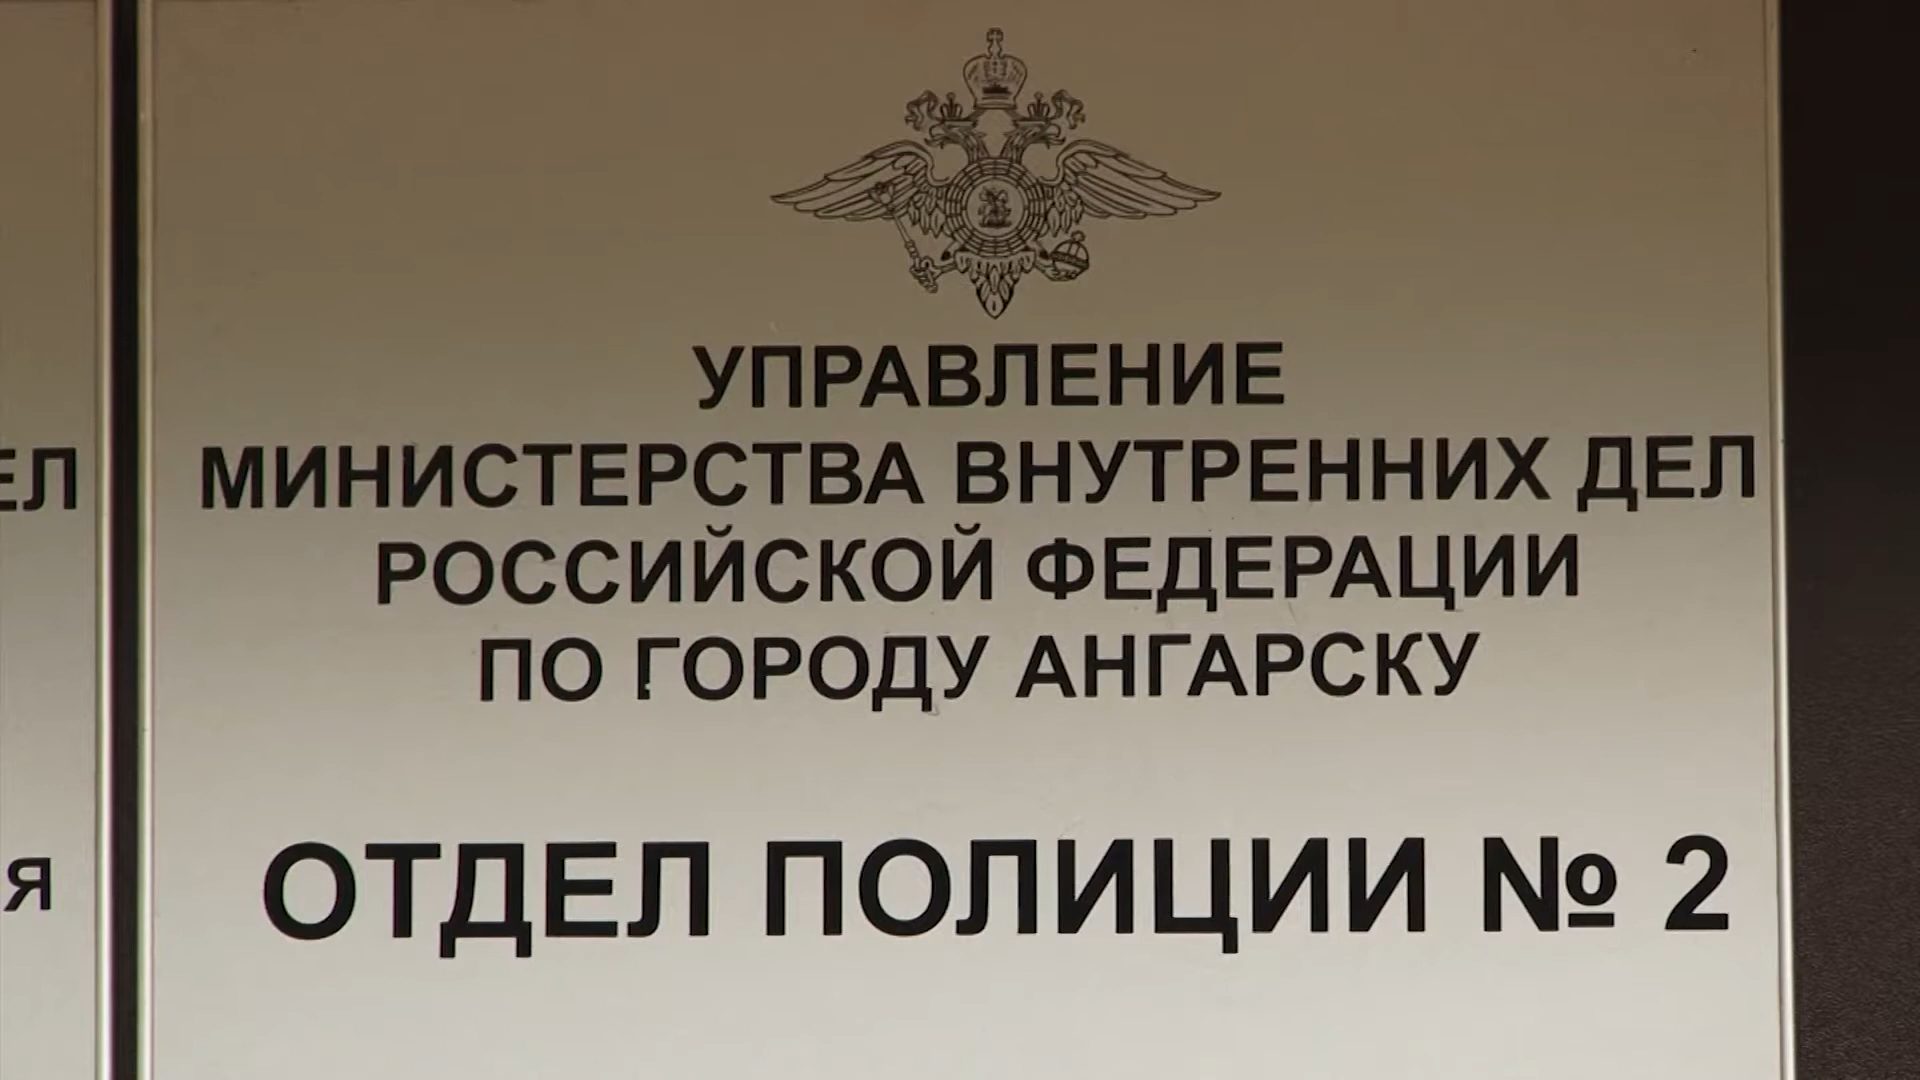 УПРАВЛЕНИЕ
МИНИСТЕРСТВА ВНУТРЕННИХ ДЕЛ
РОССИЙСКОЙ ФЕДЕРАЦИИ
ПО ГОРОДУ АНГАРСКУ
ОТДЕЛ ПОЛИЦИИ № 2